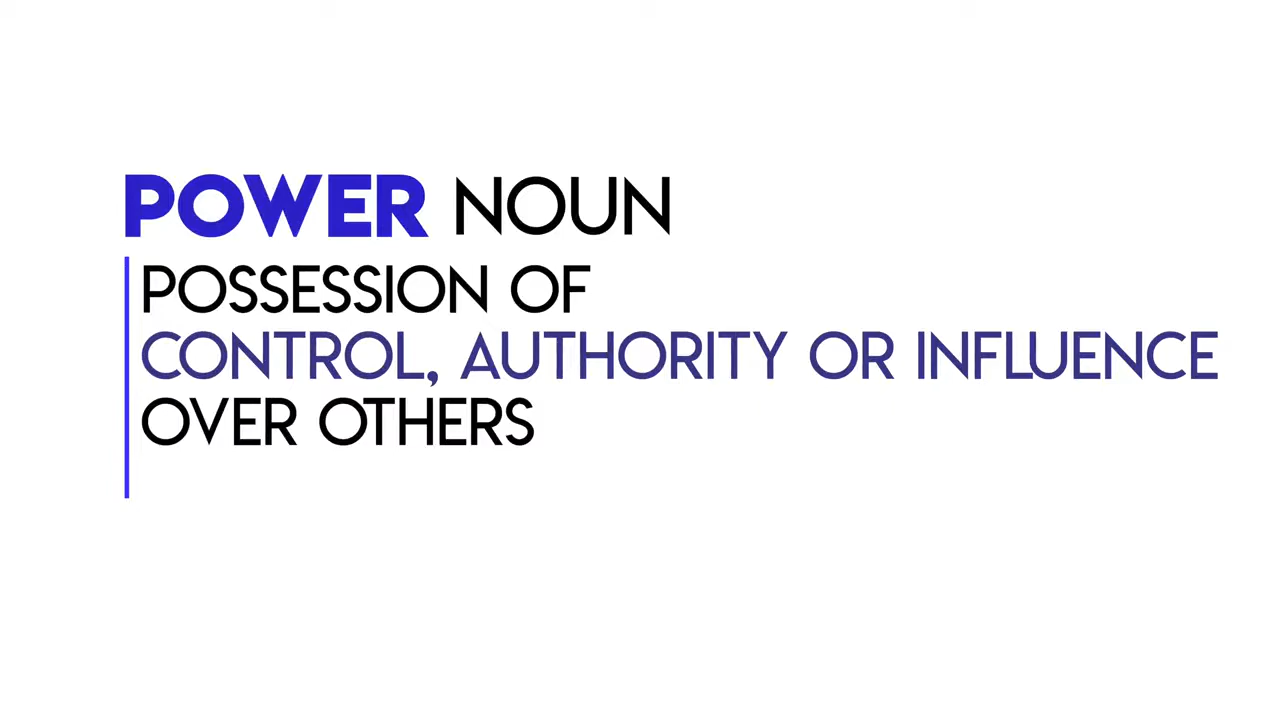 POWER NOUN
POSSESSION OF
CONTROL, AUTHORITY OR INFLUENCE
OVER OTHERS